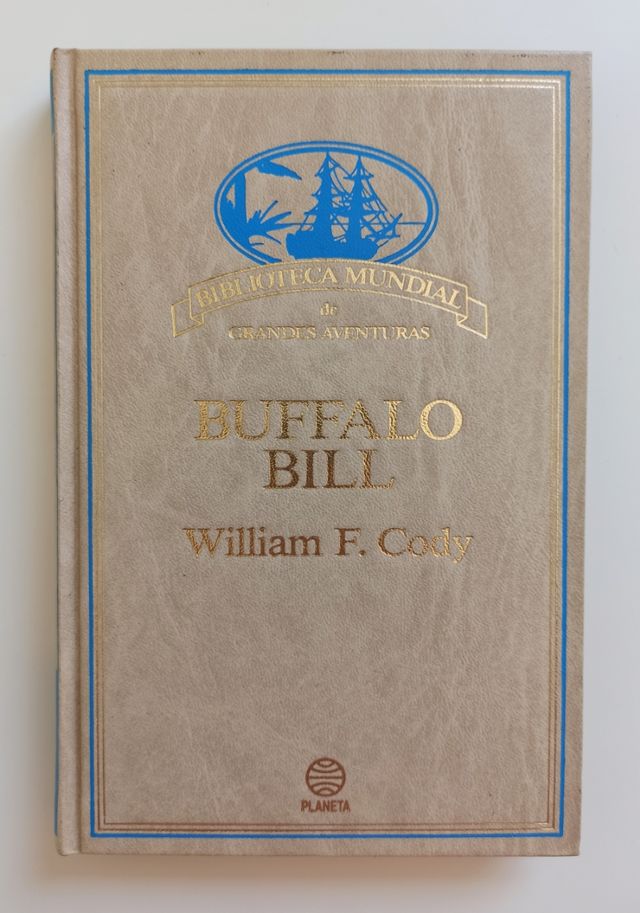 BIBLIOTECA MUNDIAL
de
GRANDES AVENTURAS
BUFFALO
BILL
William F. Cody
PLANETA